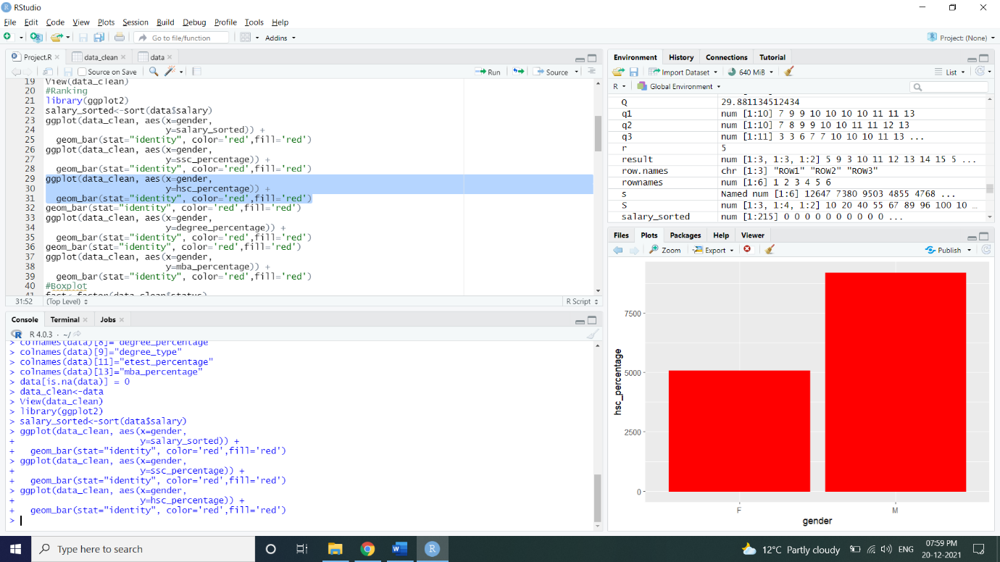 RStudio
File Edit Code View Plots Session Build Debug Profile Tools Help
Go to file/function Addins Project: (None)
Project.R data_clean data
Source on Save Run Source
19 View(data_clean)
20 #Ranking
21 library(ggplot2)
22 salary_sorted<-sort(data$salary)
23 ggplot(data_clean, aes(x=gender,
24 y=salary_sorted)) +
25 geom_bar(stat="identity", color='red',fill='red')
26 ggplot(data_clean, aes(x=gender,
27 y=ssc_percentage)) +
28 geom_bar(stat="identity", color='red',fill='red')
29 ggplot(data_clean, aes(x=gender,
30 y=hsc_percentage)) +
31 geom_bar(stat="identity", color='red',fill='red')
32 geom_bar(stat="identity", color='red',fill='red')
33 ggplot(data_clean, aes(x=gender,
34 y=degree_percentage)) +
35 geom_bar(stat="identity", color='red',fill='red')
36 geom_bar(stat="identity", color='red',fill='red')
37 ggplot(data_clean, aes(x=gender,
38 y=mba_percentage)) +
39 geom_bar(stat="identity", color='red',fill='red')
40 #Boxplot
31:52 (Top Level) R Script
Console Terminal Jobs
R 4.0.3 · ~/
> colnames(data)[8]="degree_percentage"
> colnames(data)[9]="degree_type"
> colnames(data)[11]="etest_percentage"
> colnames(data)[13]="mba_percentage"
> data[is.na(data)] = 0
> data_clean<-data
> View(data_clean)
> library(ggplot2)
> salary_sorted<-sort(data$salary)
> ggplot(data_clean, aes(x=gender,
+ y=salary_sorted)) +
+ geom_bar(stat="identity", color='red',fill='red')
> ggplot(data_clean, aes(x=gender,
+ y=ssc_percentage)) +
+ geom_bar(stat="identity", color='red',fill='red')
> ggplot(data_clean, aes(x=gender,
+ y=hsc_percentage)) +
+ geom_bar(stat="identity", color='red',fill='red')
>
Environment History Connections Tutorial
Import Dataset 640 MiB List
R Global Environment
Q 29.881134512434
q1 num [1:10] 7 9 9 10 10 10 10 11 11 13
q2 num [1:10] 7 8 9 9 10 10 11 11 12 13
q3 num [1:11] 3 3 6 7 7 10 10 10 11 13 ...
r 5
result num [1:3, 1:3, 1:2] 5 9 3 10 11 12 13 14 15 5 ...
row.names chr [1:3] "ROW1" "ROW2" "ROW3"
rownames num [1:6] 1 2 3 4 5 6
s Named num [1:6] 12647 7380 9503 4855 4768 ...
S num [1:3, 1:4, 1:2] 10 20 40 55 67 89 96 100 10 …
salary_sorted num [1:215] 0 0 0 0 0 0 0 0 0 0 ...
Files Plots Packages Help Viewer
Zoom Export Publish
7500
5000
2500
0
hsc_percentage
F M
gender
Type here to search
12°C Partly cloudy ENG 07:59 PM
20-12-2021